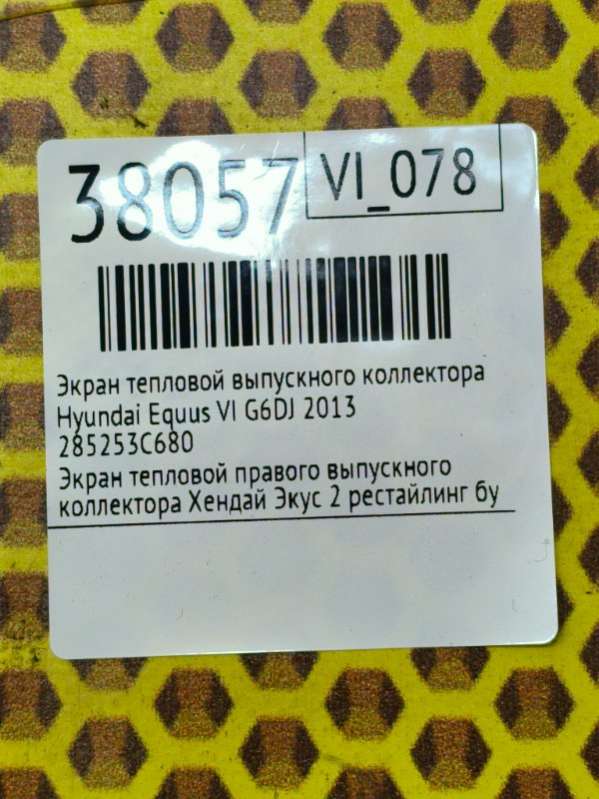 38057
VI_078
Экран тепловой выпускного коллектора
Hyundai Equus VI G6DJ 2013
285253C680
Экран тепловой правого выпускного
коллектора Хендай Экус 2 рестайлинг бу